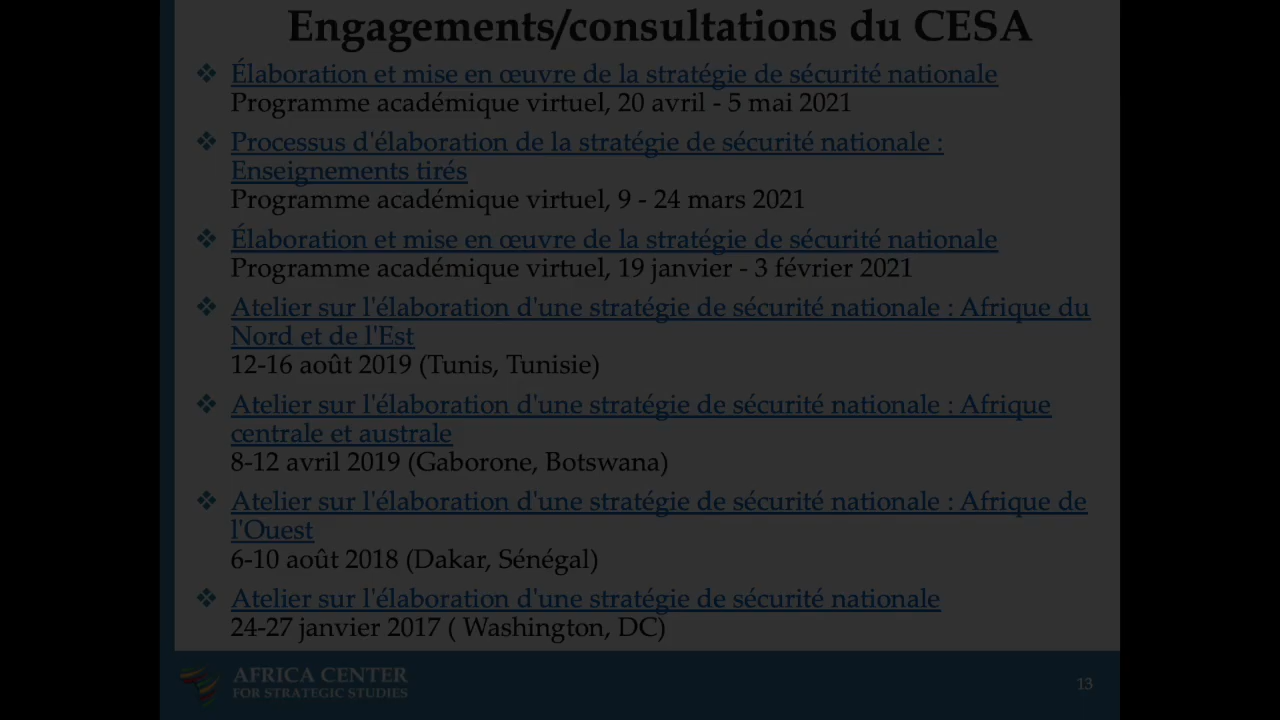 Engagements/consultations du CESA
❖ Élaboration et mise en œuvre de la stratégie de sécurité nationale
Programme académique virtuel, 20 avril - 5 mai 2021
❖ Processus d'élaboration de la stratégie de sécurité nationale :
Enseignements tirés
Programme académique virtuel, 9 - 24 mars 2021
❖ Élaboration et mise en œuvre de la stratégie de sécurité nationale
Programme académique virtuel, 19 janvier - 3 février 2021
❖ Atelier sur l'élaboration d'une stratégie de sécurité nationale : Afrique du
Nord et de l'Est
12-16 août 2019 (Tunis, Tunisie)
❖ Atelier sur l'élaboration d'une stratégie de sécurité nationale : Afrique
centrale et australe
8-12 avril 2019 (Gaborone, Botswana)
❖ Atelier sur l'élaboration d'une stratégie de sécurité nationale : Afrique de
l'Ouest
6-10 août 2018 (Dakar, Sénégal)
❖ Atelier sur l'élaboration d'une stratégie de sécurité nationale
24-27 janvier 2017 ( Washington, DC)
AFRICA CENTER
FOR STRATEGIC STUDIES
13